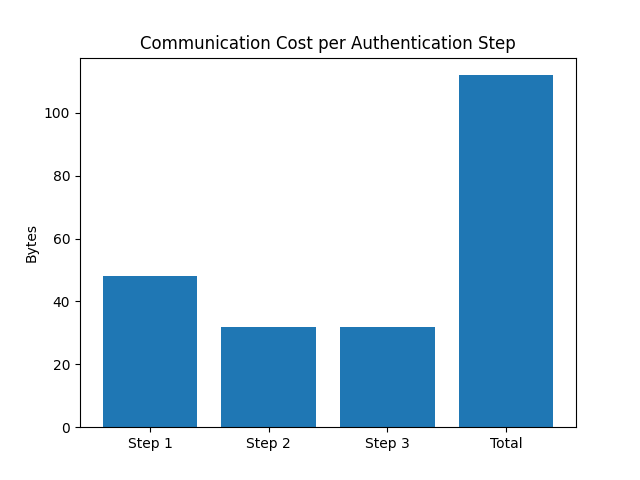 Communication Cost per Authentication Step
Bytes
100
80
60
40
20
0
Step 1 Step 2 Step 3 Total